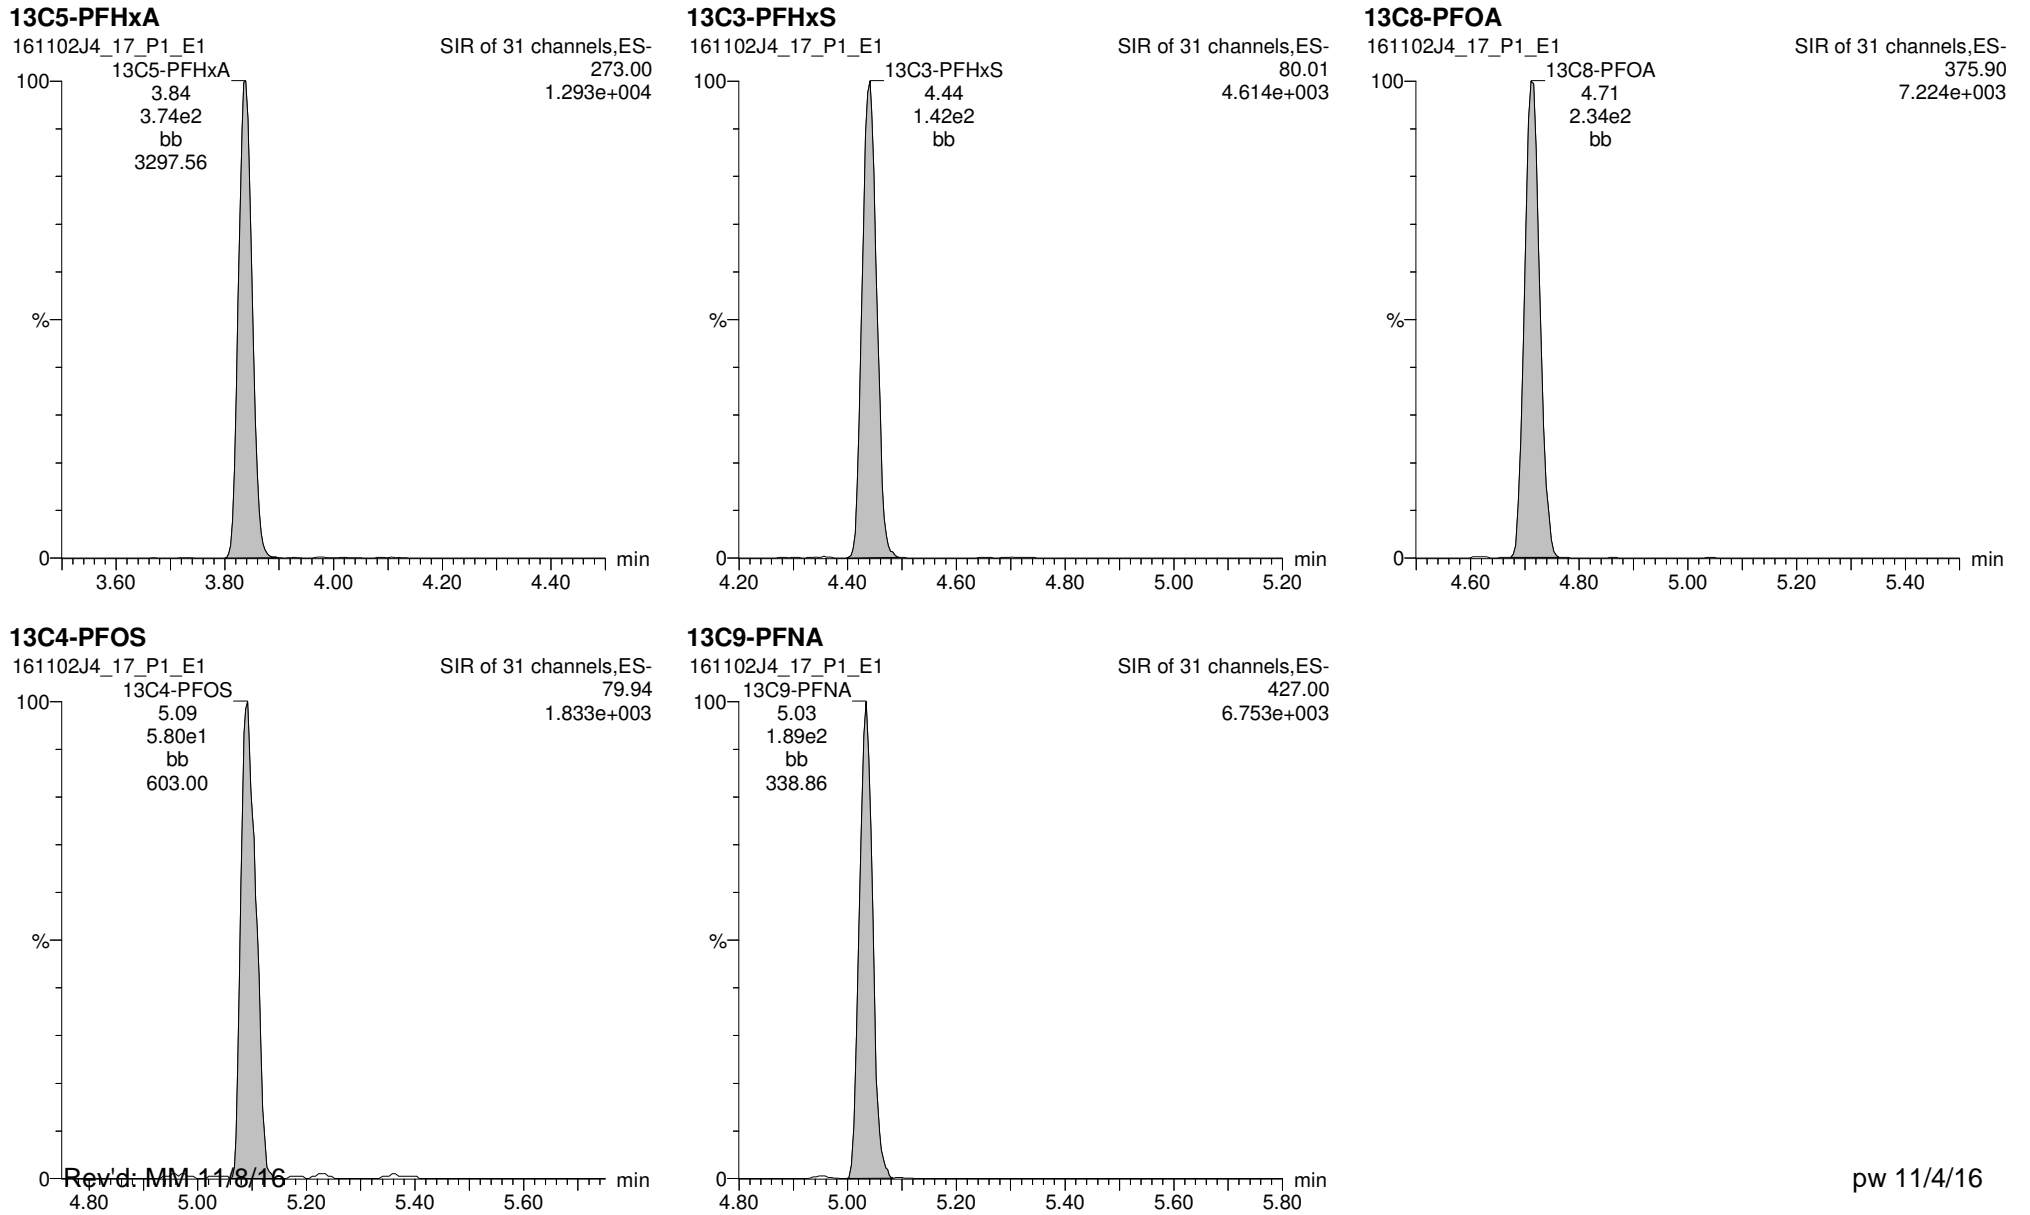 13C5-PFHxA
161102J4_17_P1_E1
SIR of 31 channels,ES-
273.00
1.293e+004
13C5-PFHxA
3.84
3.74e2
bb
3297.56
100
%
0
3.60 3.80 4.00 4.20 4.40
min
13C3-PFHxS
161102J4_17_P1_E1
SIR of 31 channels,ES-
80.01
4.614e+003
13C3-PFHxS
4.44
1.42e2
bb
100
%
0
4.20 4.40 4.60 4.80 5.00 5.20
min
13C8-PFOA
161102J4_17_P1_E1
SIR of 31 channels,ES-
375.90
7.224e+003
13C8-PFOA
4.71
2.34e2
bb
100
%
0
4.60 4.80 5.00 5.20 5.40
min
13C4-PFOS
161102J4_17_P1_E1
SIR of 31 channels,ES-
79.94
1.833e+003
13C4-PFOS
5.09
5.80e1
bb
603.00
100
%
0
4.80 5.00 5.20 5.40 5.60
min
13C9-PFNA
161102J4_17_P1_E1
SIR of 31 channels,ES-
427.00
6.753e+003
13C9-PFNA
5.03
1.89e2
bb
338.86
100
%
0
4.80 5.00 5.20 5.40 5.60 5.80
min
Rev'd: MM 11/8/16
pw 11/4/16